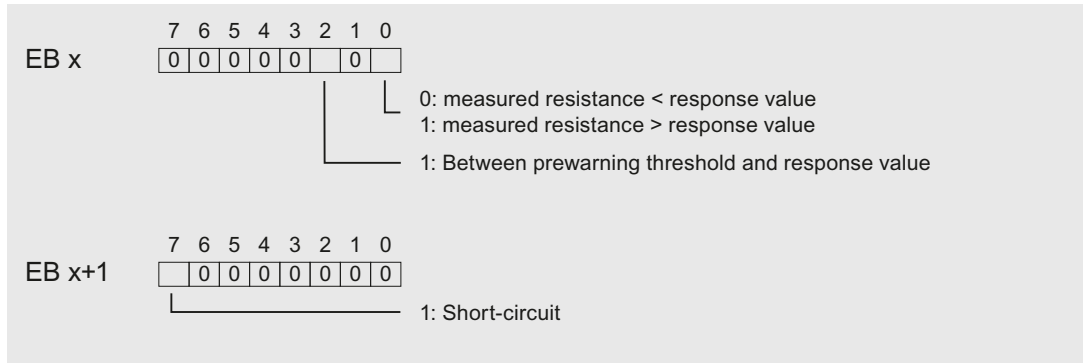 7 6 5 4 3 2 1 0
EB x 0 0 0 0 0 0
0: measured resistance < response value
1: measured resistance > response value
1: Between prewarning threshold and response value
7 6 5 4 3 2 1 0
EB x+1 0 0 0 0 0 0 0
1: Short-circuit